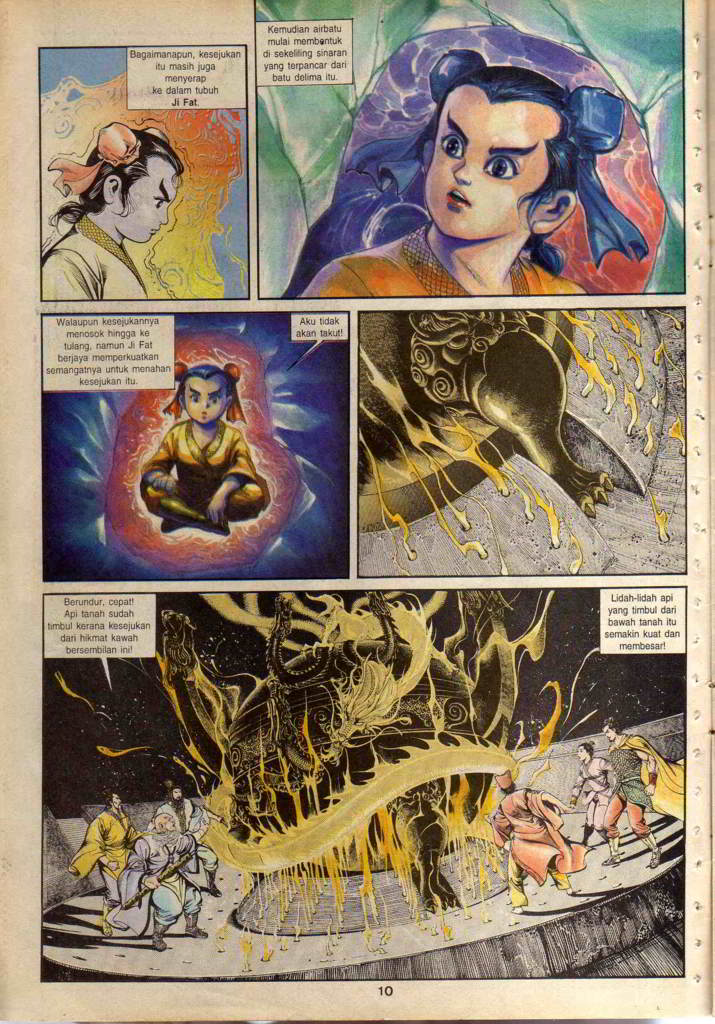 Bagaimanapun, kesejukan
itu masih juga
menyerap
ke dalam tubuh
Ji Fat.
Kemudian airbatu
mulai membentuk
di sekeliling sinaran
yang terpancar dari
batu delima itu.
Walaupun kesejukannya
menosok hingga ke
tulang, namun Ji Fat
berjaya memperkuatkan
semangatnya untuk menahan
kesejukan itu.
Aku tidak
akan takut!
Berundur, cepat!
Api tanah sudah
timbul kerana kesejukan
dari hikmat kawah
bersembilan ini!
Lidah-lidah api
yang timbul dari
bawah tanah itu
semakin kuat dan
membesar!
10